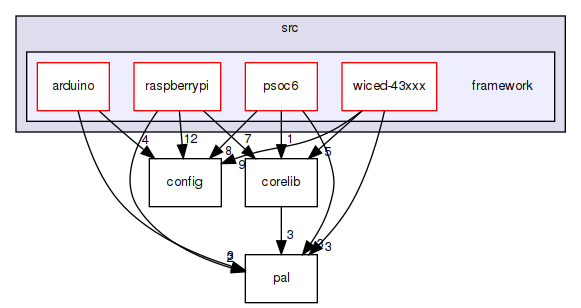 src
arduino
raspberrypi
psoc6
wiced-43xxx
framework
4
12
8
7
1
9
5
config
corelib
3
2
3
pal